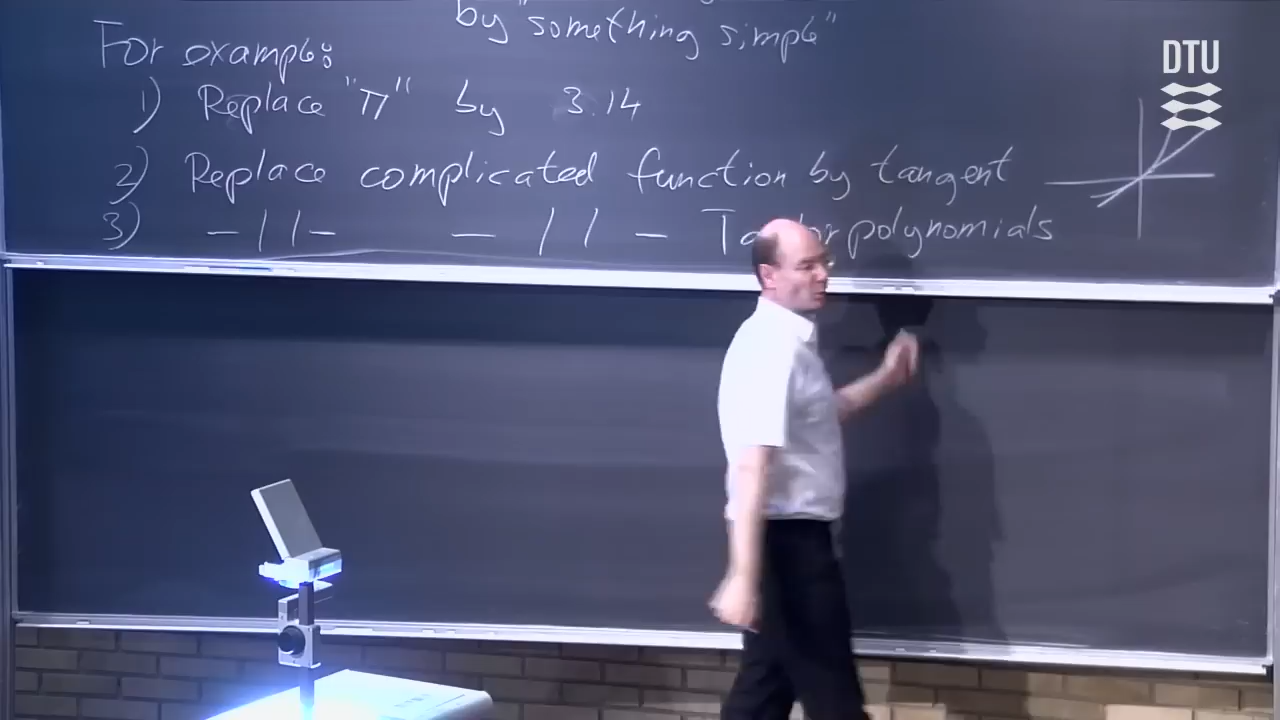 by "something simple"
For example:
1) Replace "π" by 3.14
2) Replace complicated function by tangent
3) -//- -//- polynomials
DTU